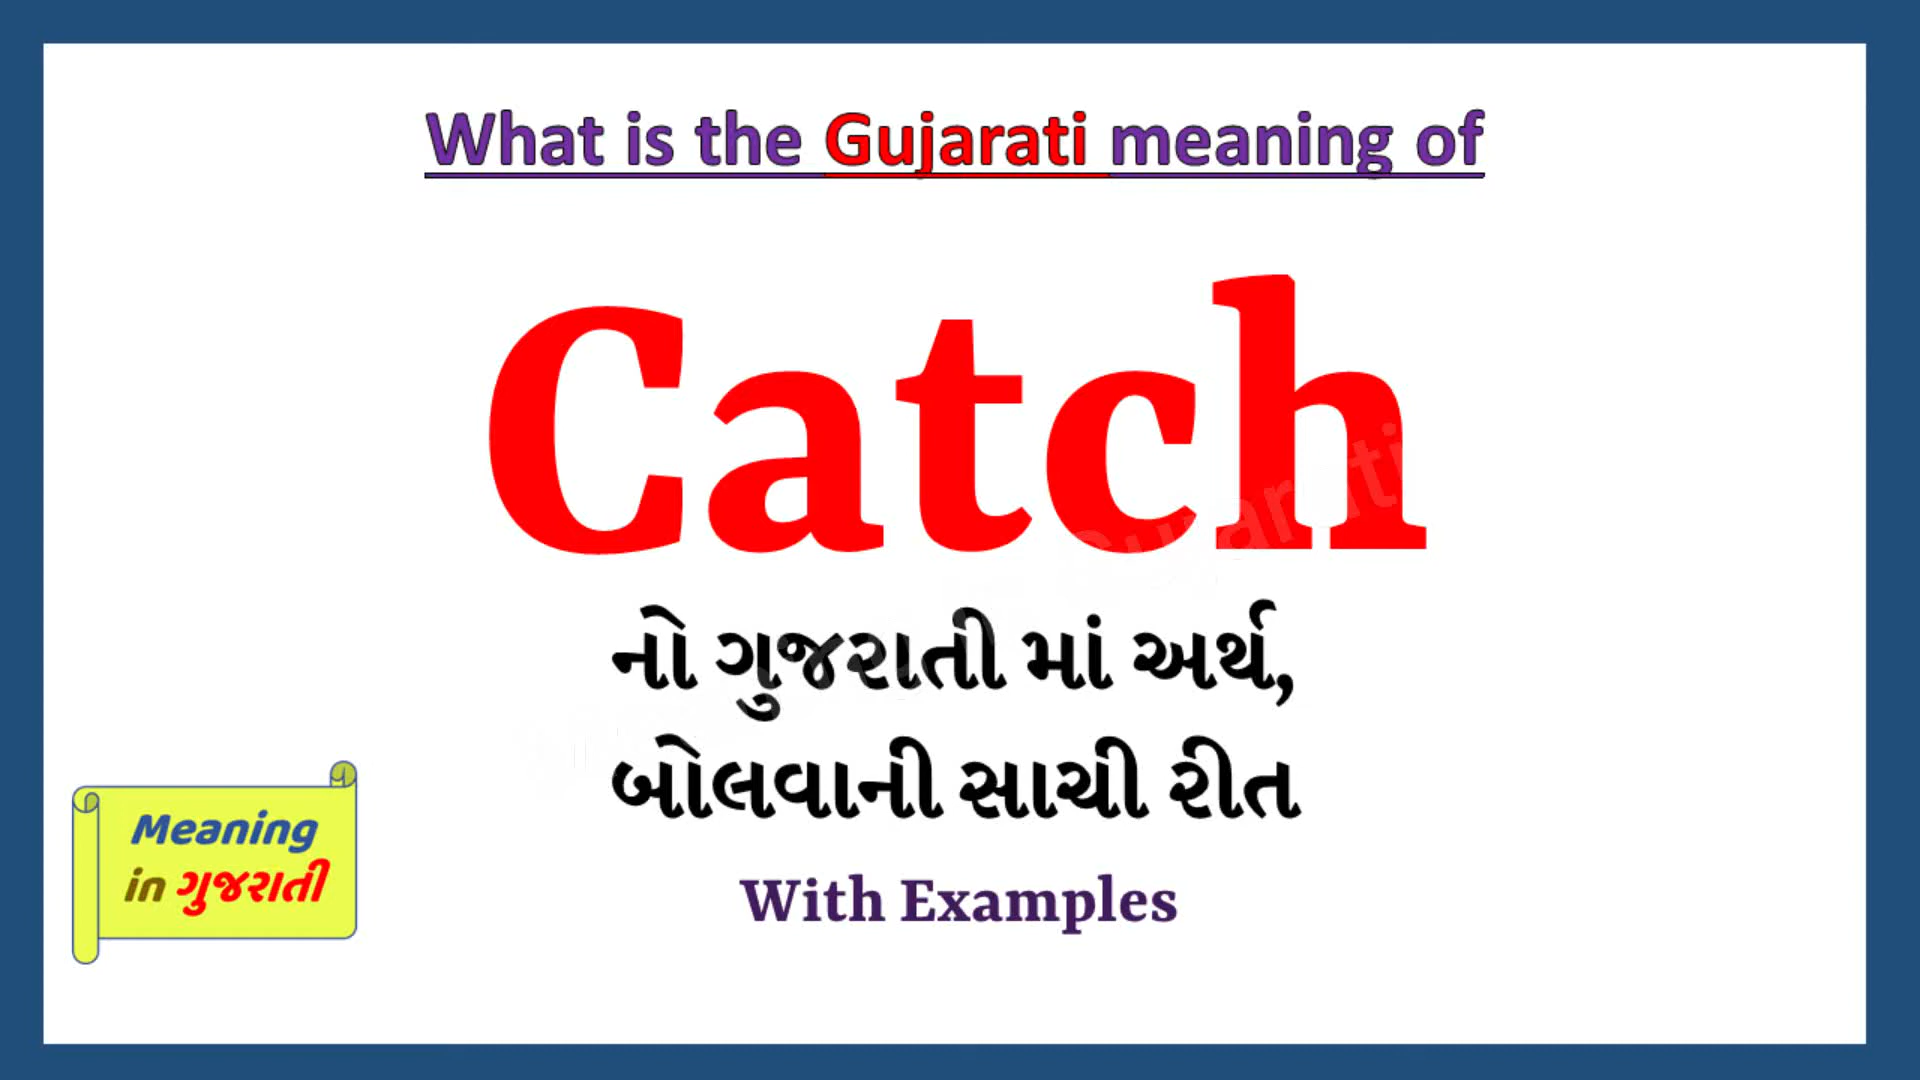 What is the Gujarati meaning of
Catch
નો ગુજરાતી માં અર્થ,
બોલવાની સાચી રીત
With Examples
Meaning
in ગુજરાતી